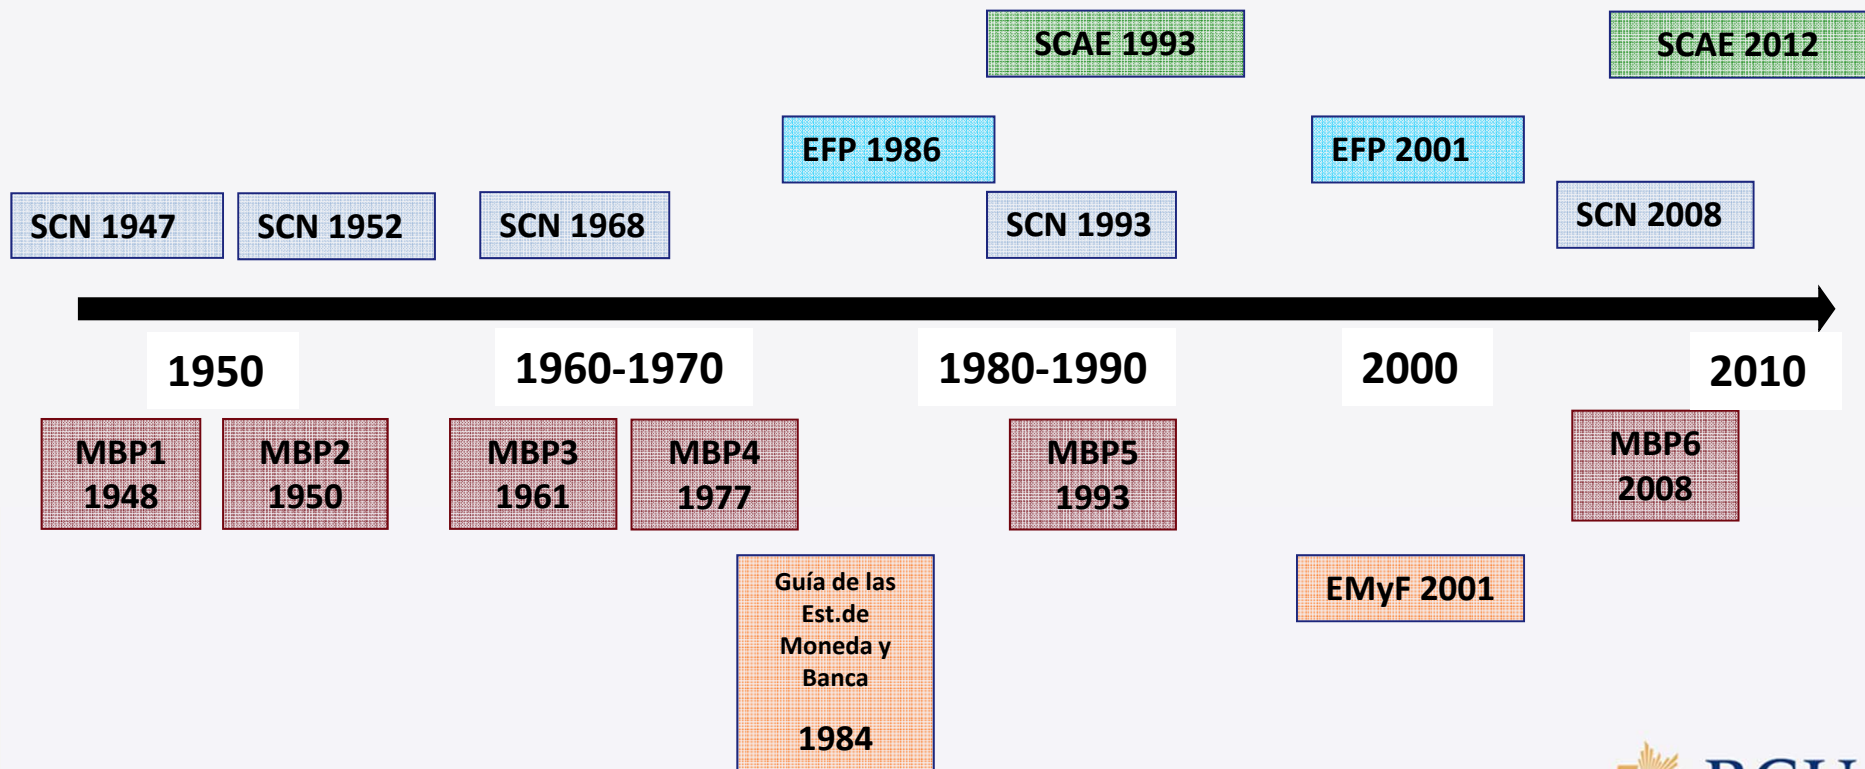 SCAE 1993
SCAE 2012
EFP 1986
EFP 2001
SCN 1947
SCN 1952
SCN 1968
SCN 1993
SCN 2008
1950
1960-1970
1980-1990
2000
2010
MBP1
1948
MBP2
1950
MBP3
1961
MBP4
1977
MBP5
1993
MBP6
2008
Guía de las
Est.de
Moneda y
Banca
1984
EMyF 2001